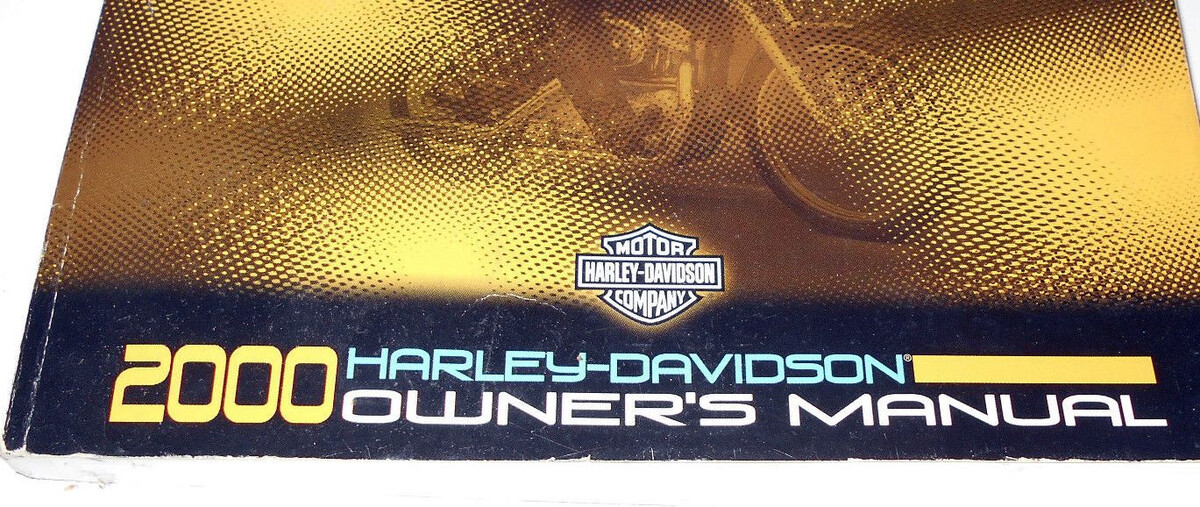 MOTOR
HARLEY-DAVIDSON
COMPANY
2000 HARLEY-DAVIDSON®
OWNER'S MANUAL